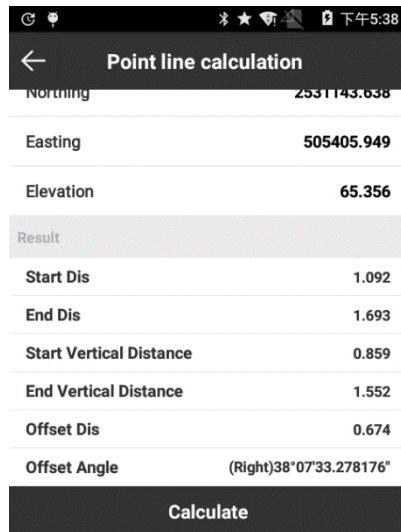 下午5:38
Point line calculation
Northing 2531143.638
Easting 505405.949
Elevation 65.356
Result
Start Dis 1.092
End Dis 1.693
Start Vertical Distance 0.859
End Vertical Distance 1.552
Offset Dis 0.674
Offset Angle (Right)38°07'33.278176"
Calculate